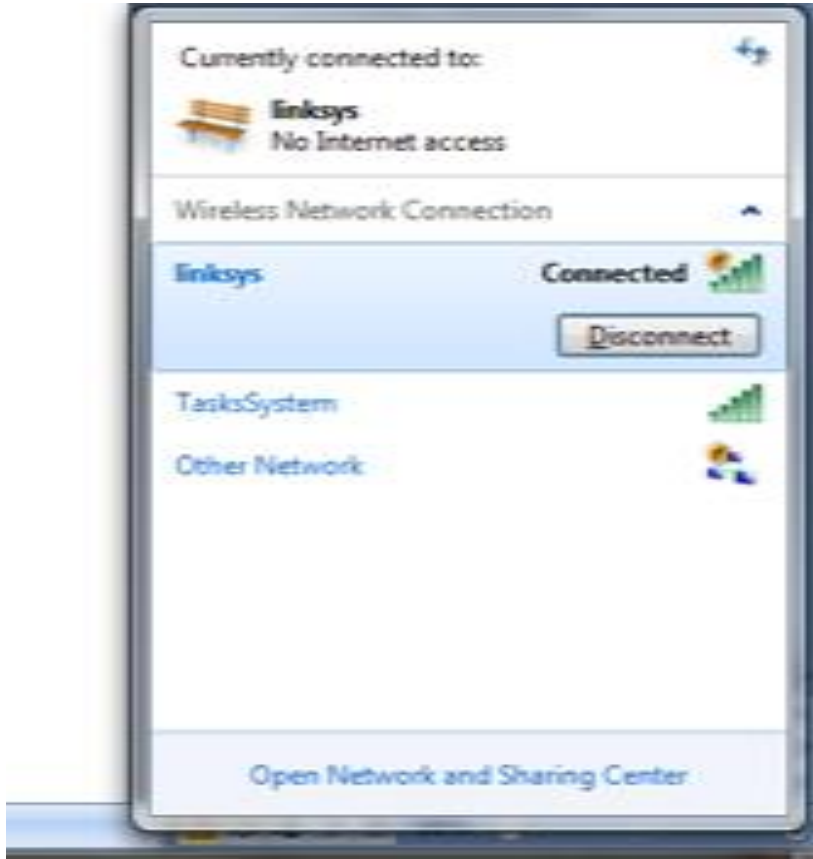 Currently connected to:
linksys
No Internet access
Wireless Network Connection
linksys Connected
Disconnect
TasksSystem
Other Network
Open Network and Sharing Center